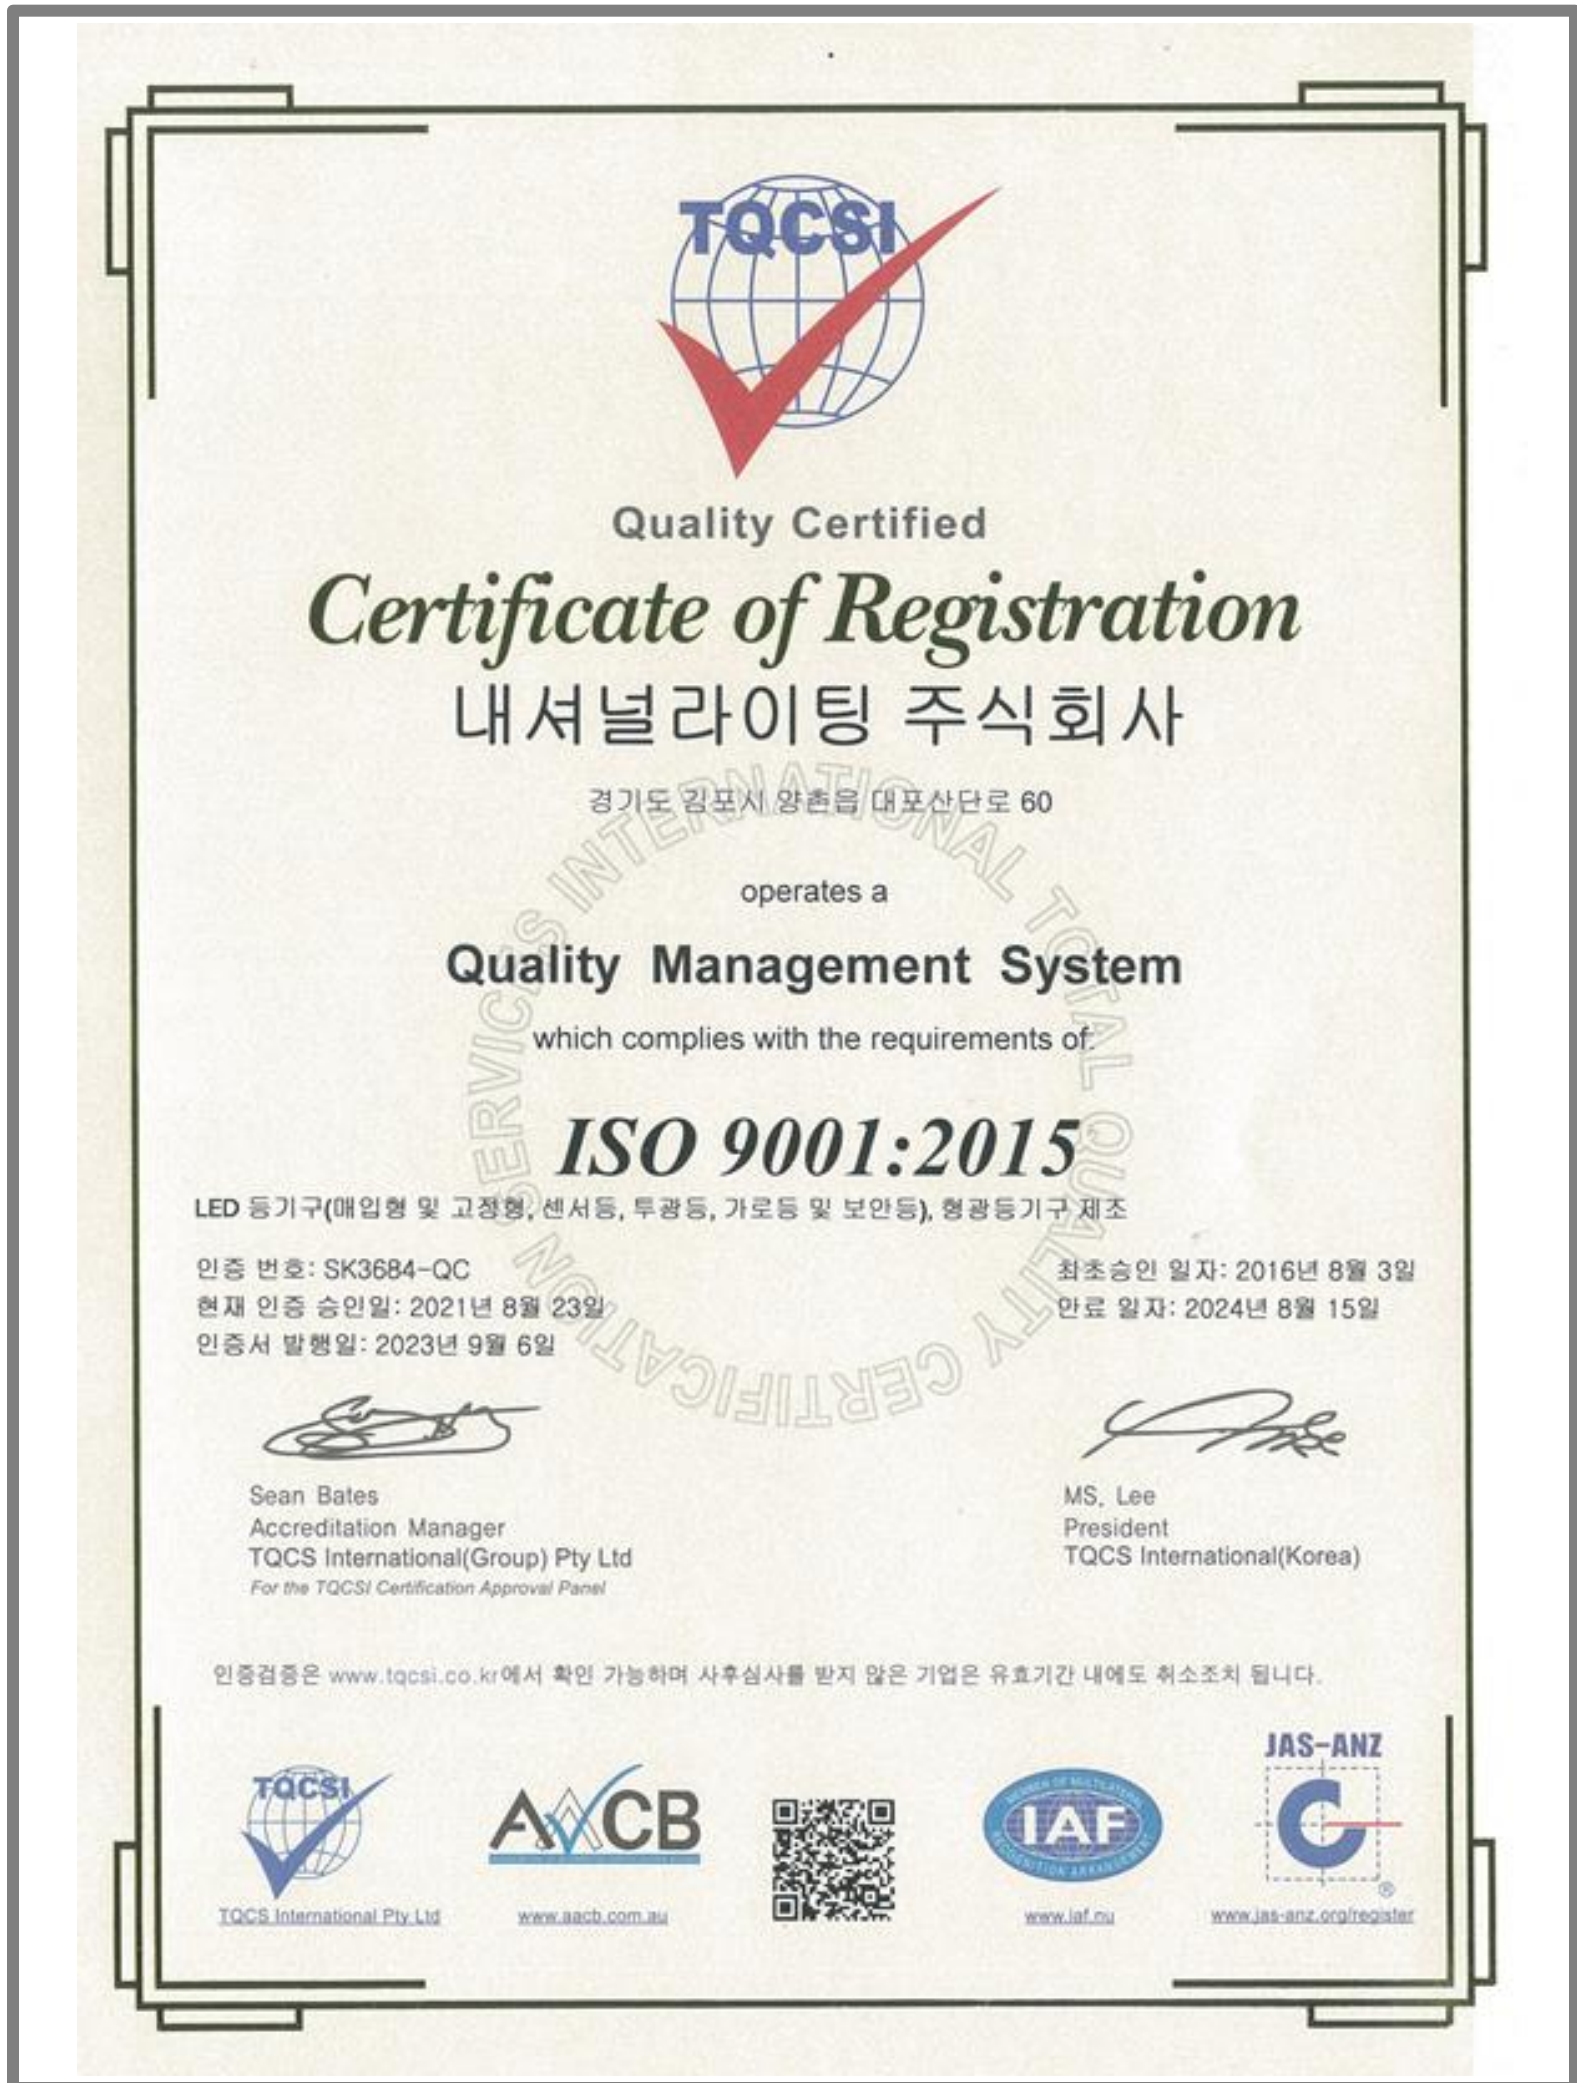 TQCSI
Quality Certified
Certificate of Registration
내셔널라이팅 주식회사
경기도 김포시 양촌읍 대포산단로 60
operates a
Quality Management System
which complies with the requirements of:
ISO 9001:2015
LED 등기구(매입형 및 고정형, 센서등, 투광등, 가로등 및 보안등), 형광등기구 제조
인증 번호: SK3684-QC
최초승인 일자: 2016년 8월 3일
현재 인증 승인일: 2021년 8월 23일
만료 일자: 2024년 8월 15일
인증서 발행일: 2023년 9월 6일
TOTAL QUALITY CERTIFICATION SERVICES INTERNATIONAL
Sean Bates
Accreditation Manager
TQCS International(Group) Pty Ltd
For the TQCSI Certification Approval Panel
MS, Lee
President
TQCS International(Korea)
인증검증은 www.tqcsi.co.kr에서 확인 가능하며 사후심사를 받지 않은 기업은 유효기간 내에도 취소조치 됩니다.
TQCSI
TQCS International Pty Ltd
AACB
www.aacb.com.au
MEMBER OF MULTILATERAL
IAF
RECOGNITION ARRANGEMENT
www.iaf.nu
JAS-ANZ
®
www.jas-anz.org/register